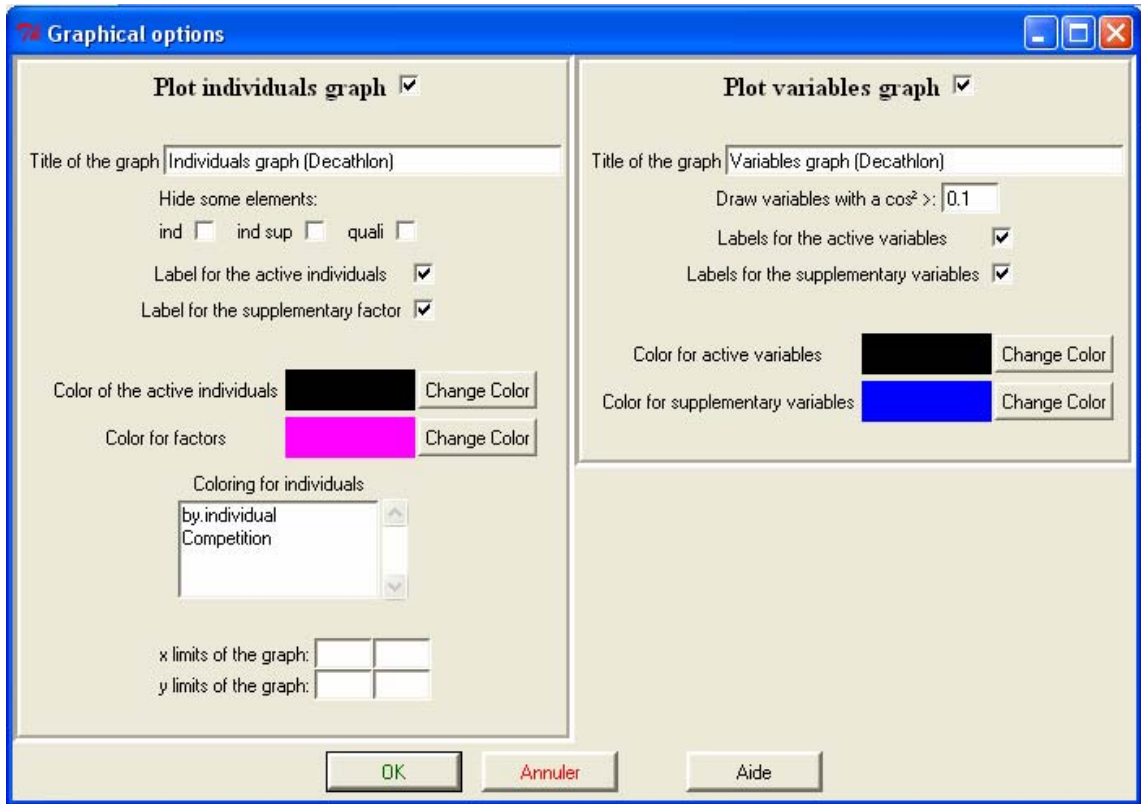 Graphical options
Plot individuals graph
Title of the graph Individuals graph (Decathlon)
Hide some elements:
ind ind sup quali
Label for the active individuals
Label for the supplementary factor
Color of the active individuals Change Color
Color for factors Change Color
Coloring for individuals
by.individual
Competition
x limits of the graph:
y limits of the graph:
Plot variables graph
Title of the graph Variables graph (Decathlon)
Draw variables with a cos² >: 0.1
Labels for the active variables
Labels for the supplementary variables
Color for active variables Change Color
Color for supplementary variables Change Color
OK Annuler Aide